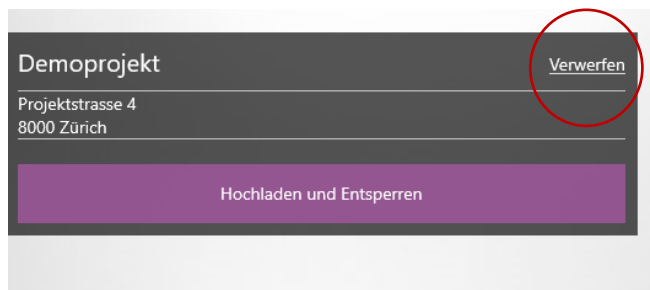 Demoprojekt
Verwerfen
Projektstrasse 4
8000 Zürich
Hochladen und Entsperren